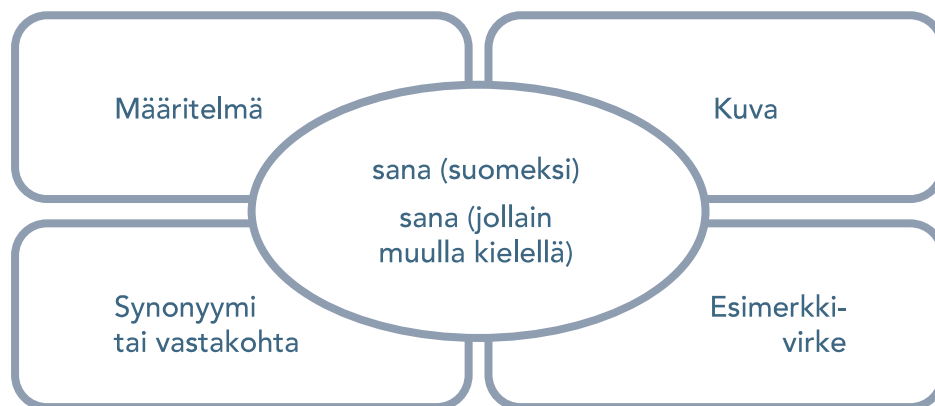 Määritelmä
Kuva
sana (suomeksi)
sana (jollain
muulla kielellä)
Synonyymi
tai vastakohta
Esimerkki-
virke